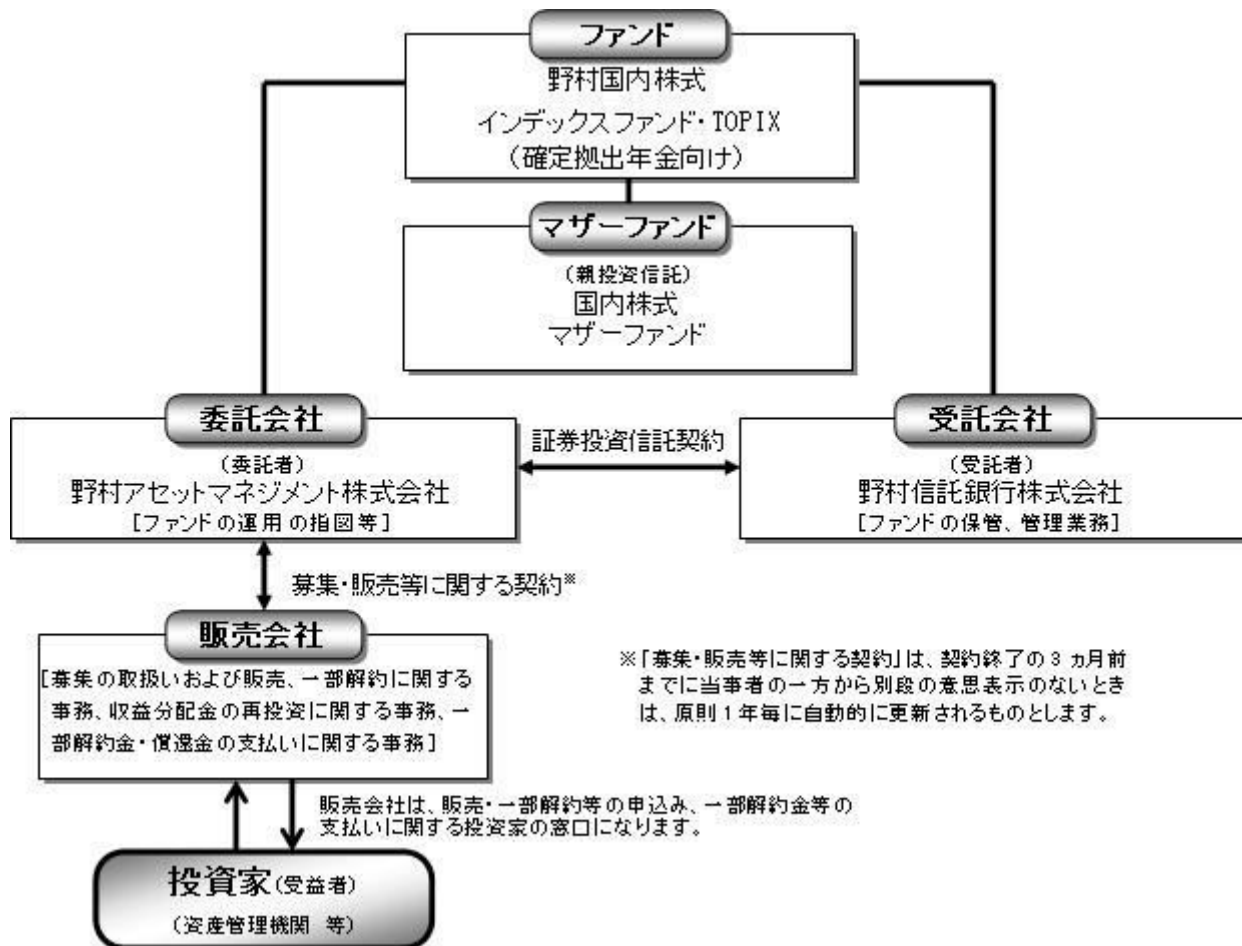 ファンド
野村国内株式
インデックスファンド・TOPIX
（確定拠出年金向け）
マザーファンド
（親投資信託）
国内株式
マザーファンド
委託会社
（委託者）
野村アセットマネジメント株式会社
［ファンドの運用の指図等］
証券投資信託契約
受託会社
（受託者）
野村信託銀行株式会社
［ファンドの保管、管理業務］
募集・販売等に関する契約※
販売会社
［募集の取扱いおよび販売、一部解約に関する
事務、収益分配金の再投資に関する事務、一
部解約金・償還金の支払いに関する事務］
※「募集・販売等に関する契約」は、契約終了の3ヵ月前
までに当事者の一方から別段の意思表示のないとき
は、原則1年毎に自動的に更新されるものとします。
販売会社は、販売・一部解約等の申込み、一部解約金等の
支払いに関する投資家の窓口になります。
投資家（受益者）
（資産管理機関 等）